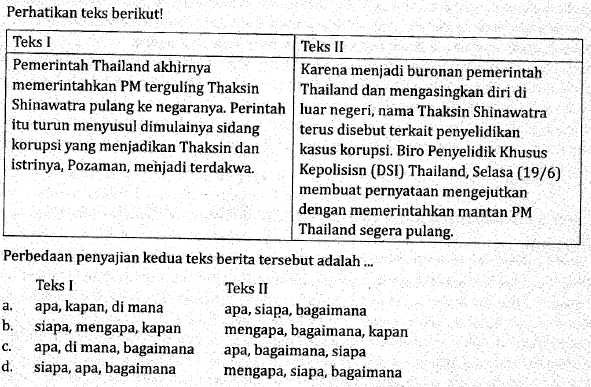 Perhatikan teks berikut!
Teks I
Pemerintah Thailand akhirnya
memerintahkan PM terguling Thaksin
Shinawatra pulang ke negaranya. Perintah
itu turun menyusul dimulainya sidang
korupsi yang menjadikan Thaksin dan
istrinya, Pozaman, menjadi terdakwa.
Teks II
Karena menjadi buronan pemerintah
Thailand dan mengasingkan diri di
luar negeri, nama Thaksin Shinawatra
terus disebut terkait penyelidikan
kasus korupsi. Biro Penyelidik Khusus
Kepolisisn (DSI) Thailand, Selasa (19/6)
membuat pernyataan mengejutkan
dengan memerintahkan mantan PM
Thailand segera pulang.
Perbedaan penyajian kedua teks berita tersebut adalah ...
Teks I Teks II
a. apa, kapan, di mana apa, siapa, bagaimana
b. siapa, mengapa, kapan mengapa, bagaimana, kapan
c. apa, di mana, bagaimana apa, bagaimana, siapa
d. siapa, apa, bagaimana mengapa, siapa, bagaimana